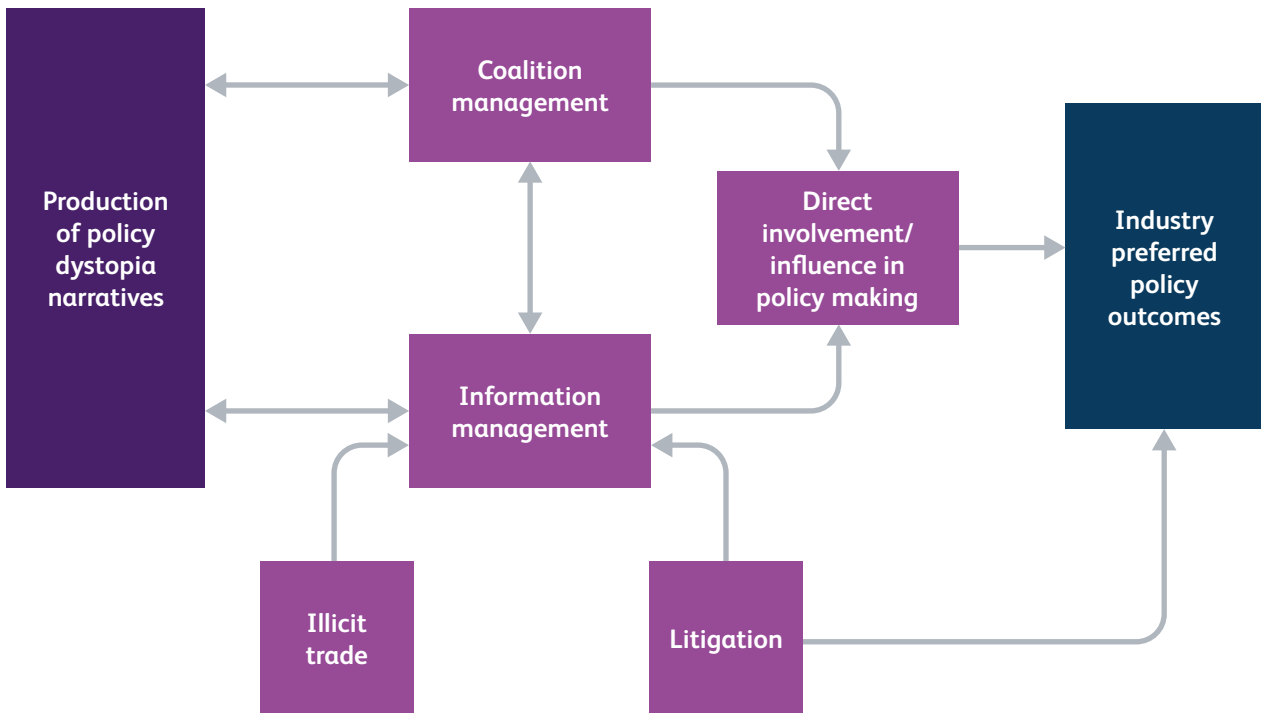 Production
of policy
dystopia
narratives
Coalition
management
Information
management
Direct
involvement/
influence in
policy making
Industry
preferred
policy
outcomes
Illicit
trade
Litigation